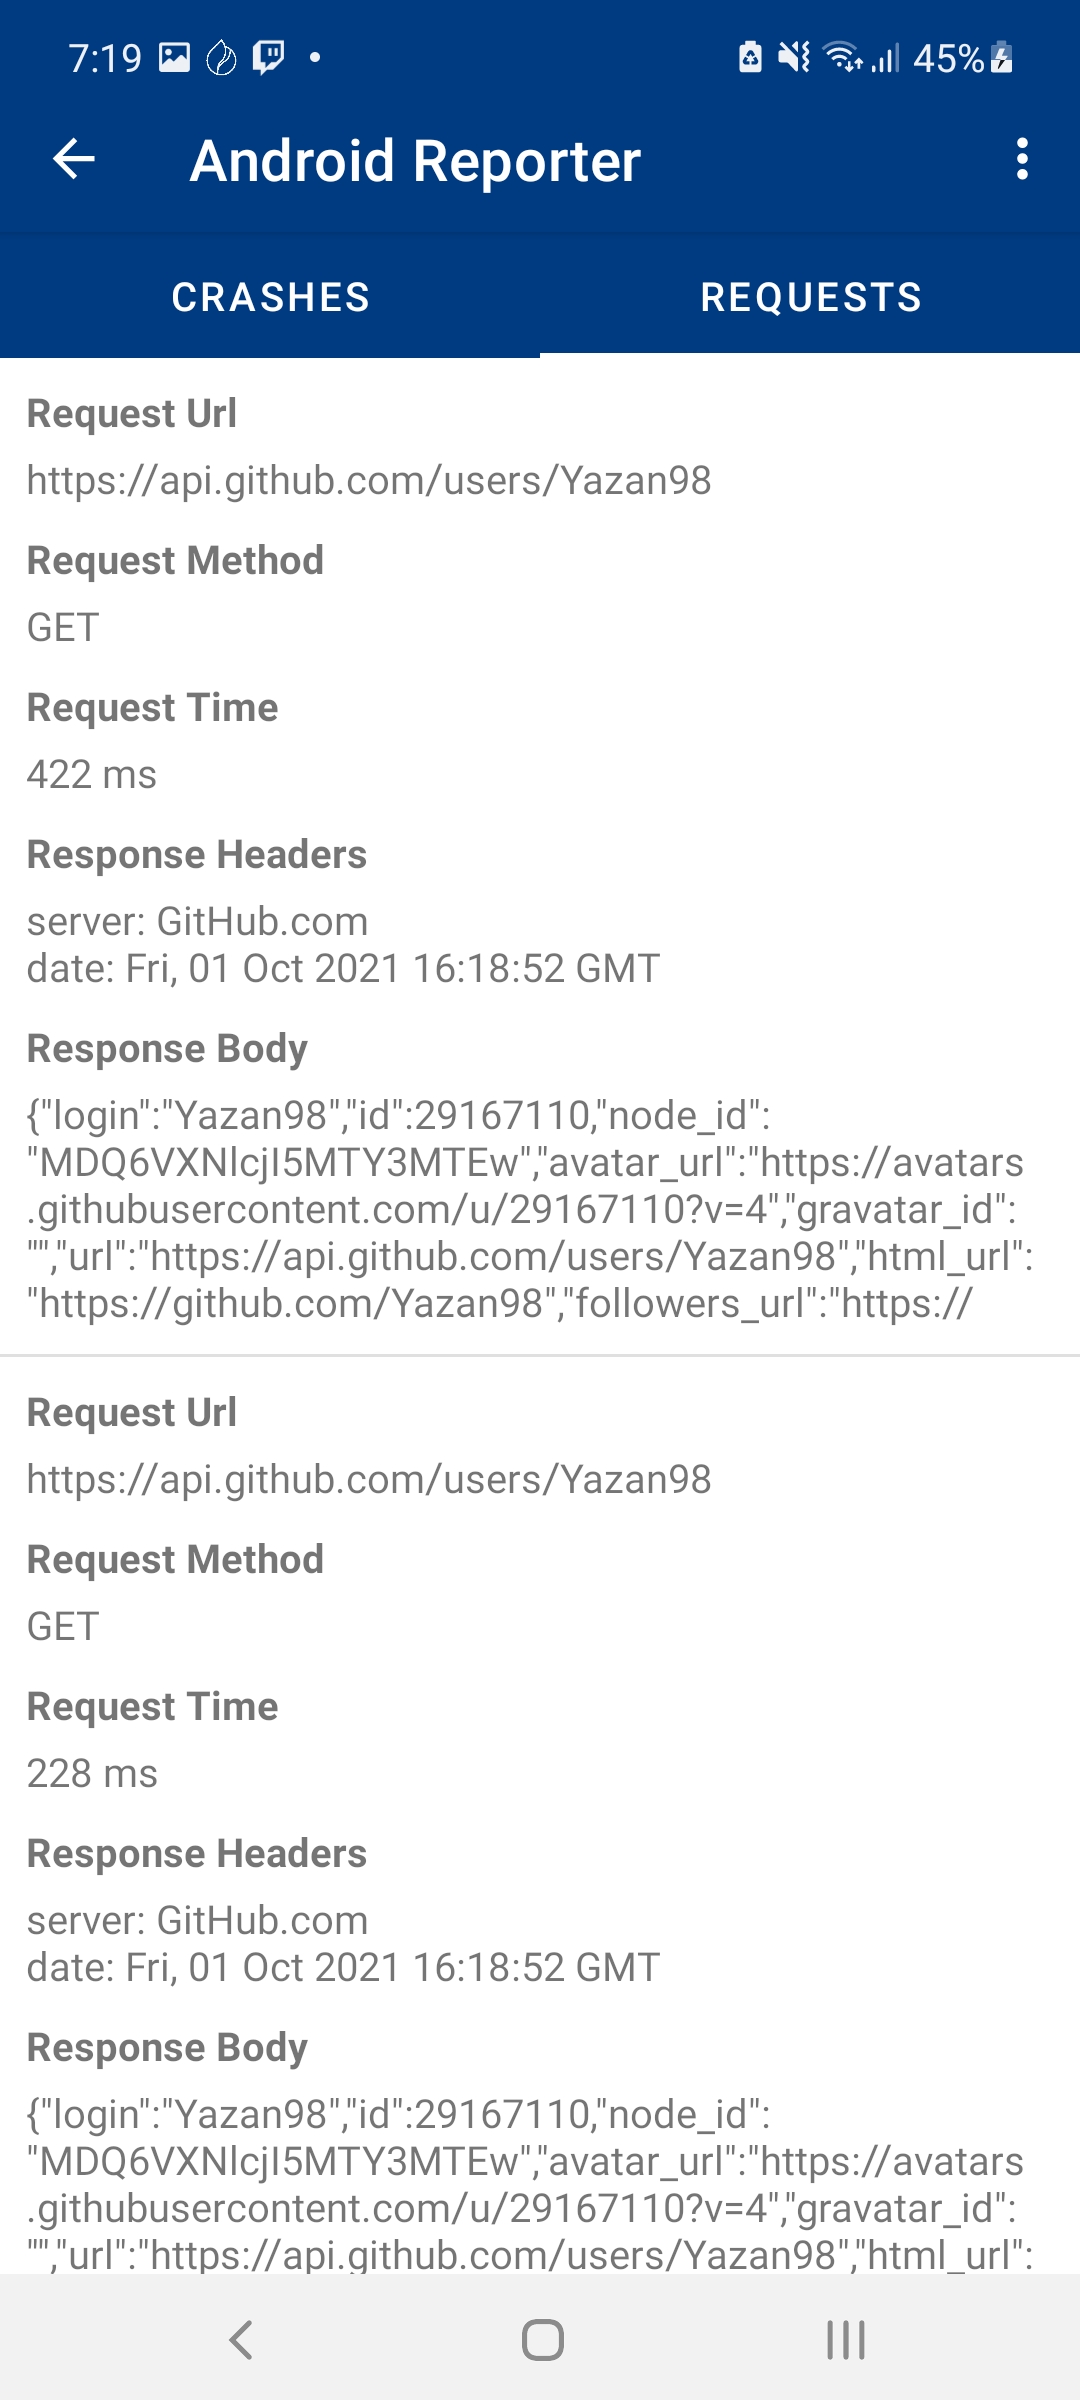 7:19 45%
Android Reporter
CRASHES REQUESTS
Request Url
https://api.github.com/users/Yazan98
Request Method
GET
Request Time
422 ms
Response Headers
server: GitHub.com
date: Fri, 01 Oct 2021 16:18:52 GMT
Response Body
{"login":"Yazan98","id":29167110,"node_id":
"MDQ6VXNlcjI5MTY3MTEw","avatar_url":"https://avatars
.githubusercontent.com/u/29167110?v=4","gravatar_id":
"","url":"https://api.github.com/users/Yazan98","html_url":
"https://github.com/Yazan98","followers_url":"https://
Request Url
https://api.github.com/users/Yazan98
Request Method
GET
Request Time
228 ms
Response Headers
server: GitHub.com
date: Fri, 01 Oct 2021 16:18:52 GMT
Response Body
{"login":"Yazan98","id":29167110,"node_id":
"MDQ6VXNlcjI5MTY3MTEw","avatar_url":"https://avatars
.githubusercontent.com/u/29167110?v=4","gravatar_id":
"","url":"https://api.github.com/users/Yazan98","html_url":